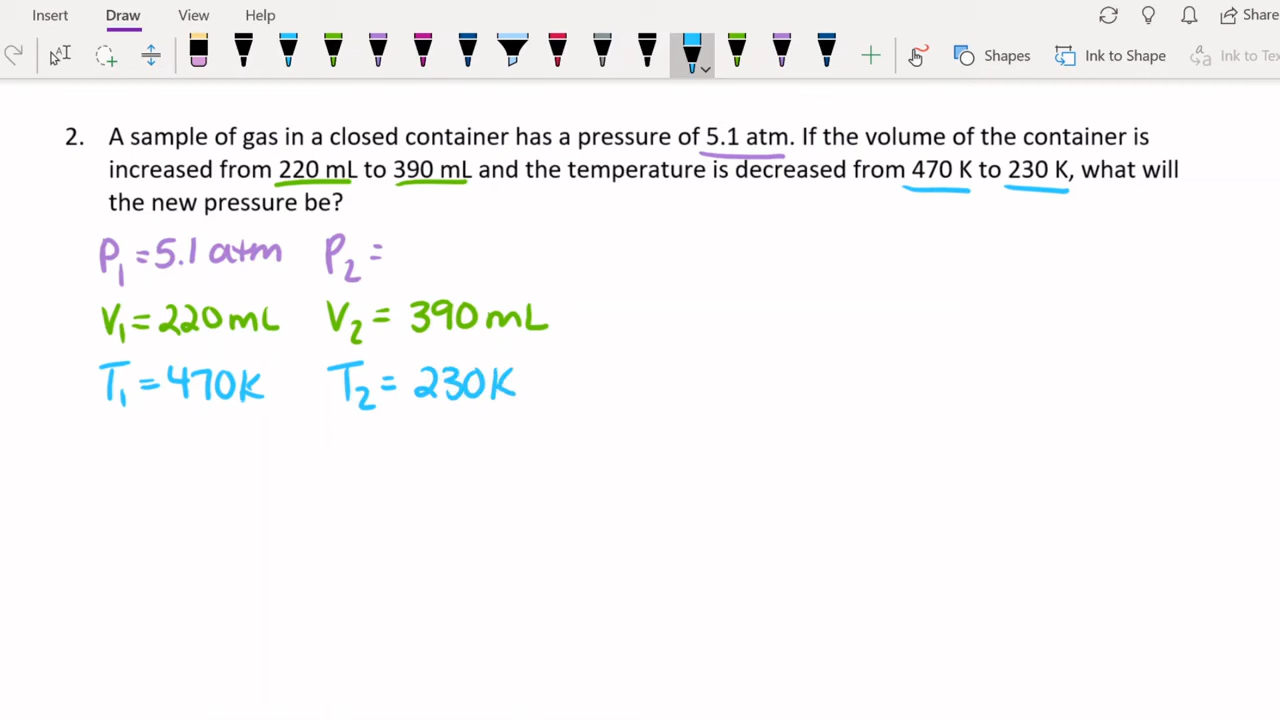 Insert Draw View Help Share
Shapes Ink to Shape Ink to Tex
2. A sample of gas in a closed container has a pressure of 5.1 atm. If the volume of the container is
increased from 220 mL to 390 mL and the temperature is decreased from 470 K to 230 K, what will
the new pressure be?
P₁ = 5.1 atm P₂ =
V₁ = 220 mL V₂ = 390 mL
T₁ = 470K T₂ = 230K